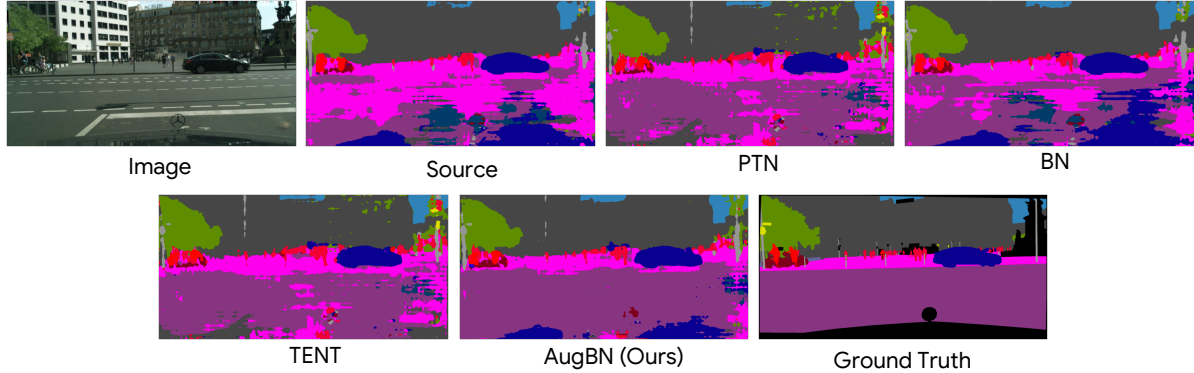 Image
Source
PTN
BN
TENT
AugBN (Ours)
Ground Truth